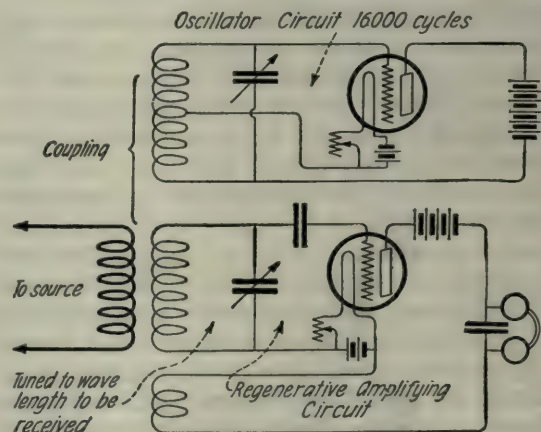 Oscillator Circuit 16000 cycles
Coupling
To source
Tuned to wave
length to be
received
Regenerative Amplifying
Circuit